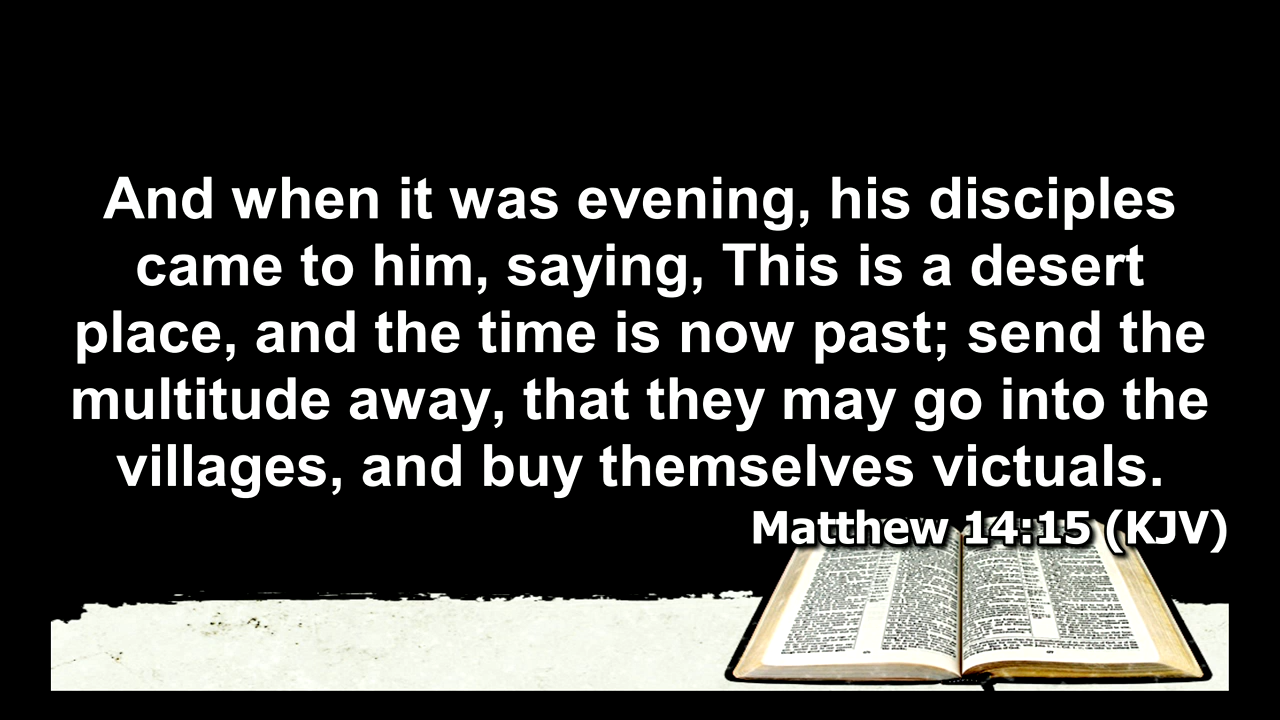 And when it was evening, his disciples
came to him, saying, This is a desert
place, and the time is now past; send the
multitude away, that they may go into the
villages, and buy themselves victuals.
Matthew 14:15 (KJV)